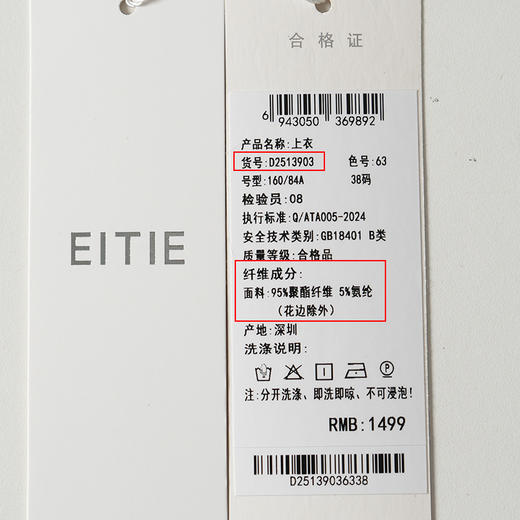 EITIE
合格证
6 943050 369892
产品名称:上衣
货号:D2513903 色号:63
号型:160/84A 38码
检验员:08
执行标准:Q/ATA005-2024
安全技术类别:GB18401 B类
质量等级:合格品
纤维成分:
面料:95%聚酯纤维 5%氨纶
(花边除外)
产地:深圳
洗涤说明:
注:分开洗涤、即洗即晾、不可浸泡!
RMB:1499
D25139036338